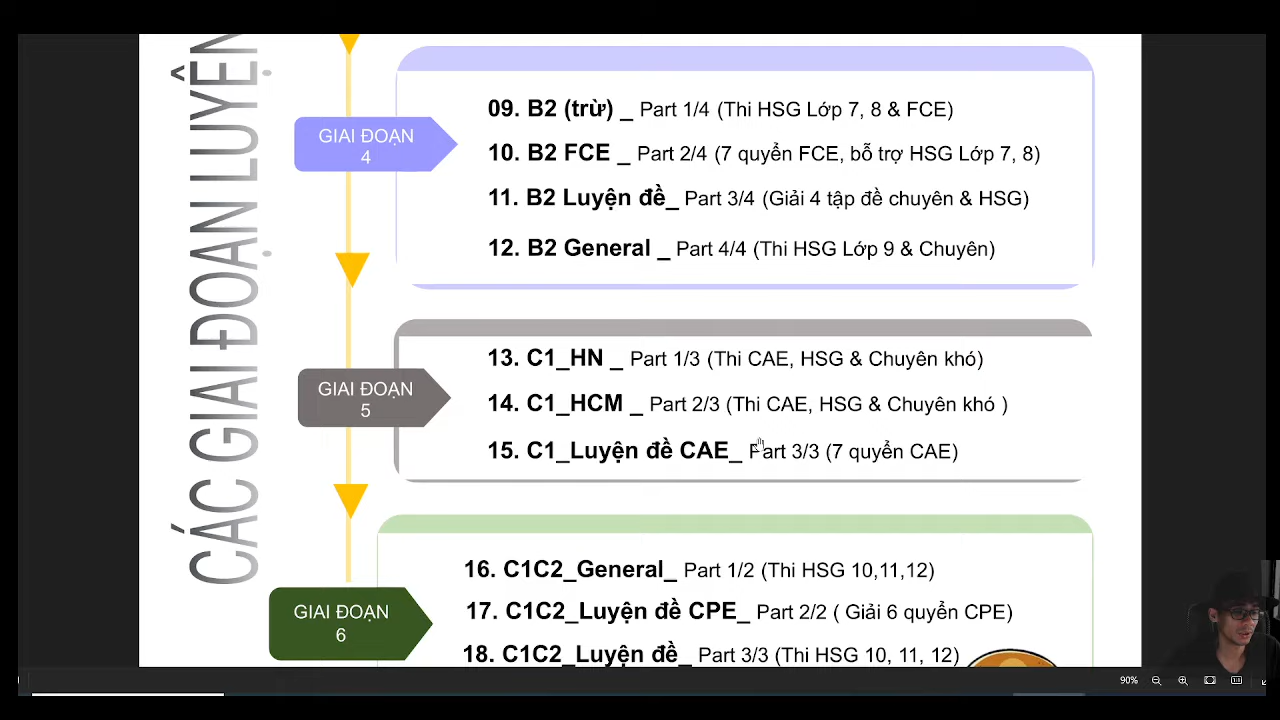 CÁC GIAI ĐOẠN LUYỆN
GIAI ĐOẠN
4
09. B2 (trừ) _ Part 1/4 (Thi HSG Lớp 7, 8 & FCE)
10. B2 FCE _ Part 2/4 (7 quyển FCE, bỗ trợ HSG Lớp 7, 8)
11. B2 Luyện đề_ Part 3/4 (Giải 4 tập đề chuyên & HSG)
12. B2 General _ Part 4/4 (Thi HSG Lớp 9 & Chuyên)
GIAI ĐOẠN
5
13. C1_HN _ Part 1/3 (Thi CAE, HSG & Chuyên khó)
14. C1_HCM _ Part 2/3 (Thi CAE, HSG & Chuyên khó )
15. C1_Luyện đề CAE_ Part 3/3 (7 quyển CAE)
GIAI ĐOẠN
6
16. C1C2_General_ Part 1/2 (Thi HSG 10,11,12)
17. C1C2_Luyện đề CPE_ Part 2/2 ( Giải 6 quyển CPE)
18. C1C2_Luyện đề_ Part 3/3 (Thi HSG 10, 11, 12)
90%